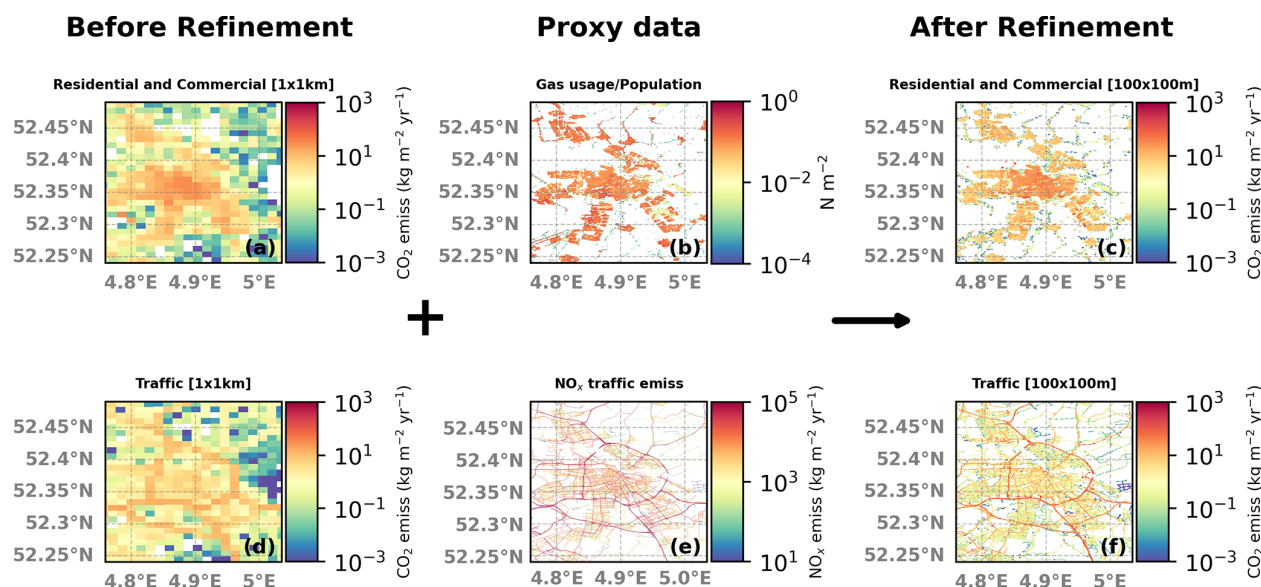 Before Refinement
Proxy data
After Refinement
Residential and Commercial [1x1km]
52.45°N
52.4°N
52.35°N
52.3°N
52.25°N
4.8°E 4.9°E 5°E
(a)
10³
10¹
10⁻¹
10⁻³
CO₂ emiss (kg m⁻² yr⁻¹)
Gas usage/Population
52.45°N
52.4°N
52.35°N
52.3°N
52.25°N
4.8°E 4.9°E 5°E
(b)
10⁰
10⁻²
10⁻⁴
N m⁻²
Residential and Commercial [100x100m]
52.45°N
52.4°N
52.35°N
52.3°N
52.25°N
4.8°E 4.9°E 5°E
(c)
10³
10¹
10⁻¹
10⁻³
CO₂ emiss (kg m⁻² yr⁻¹)
+
Traffic [1x1km]
52.45°N
52.4°N
52.35°N
52.3°N
52.25°N
4.8°E 4.9°E 5°E
(d)
10³
10¹
10⁻¹
10⁻³
CO₂ emiss (kg m⁻² yr⁻¹)
NOₓ traffic emiss
52.45°N
52.4°N
52.35°N
52.3°N
52.25°N
4.8°E 4.9°E 5.0°E
(e)
10⁵
10³
10¹
NOₓ emiss (kg m⁻² yr⁻¹)
Traffic [100x100m]
52.45°N
52.4°N
52.35°N
52.3°N
52.25°N
4.8°E 4.9°E 5°E
(f)
10³
10¹
10⁻¹
10⁻³
CO₂ emiss (kg m⁻² yr⁻¹)